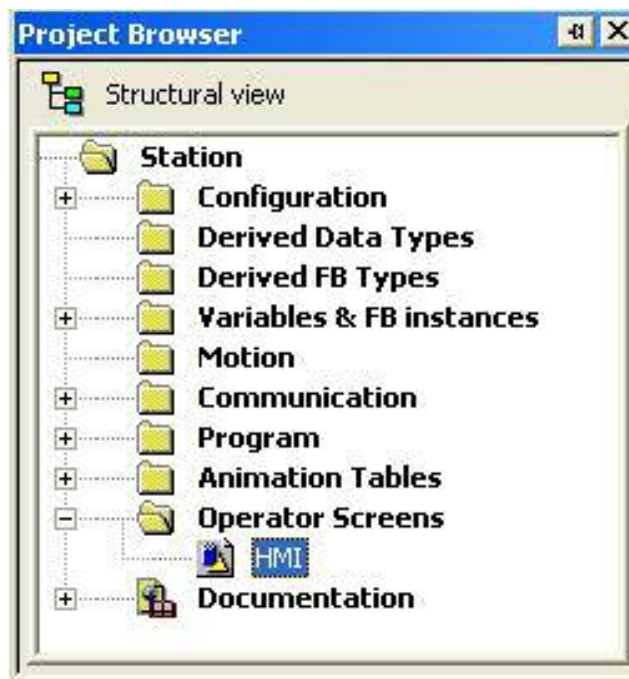 Project Browser
Structural view
Station
Configuration
Derived Data Types
Derived FB Types
Variables & FB instances
Motion
Communication
Program
Animation Tables
Operator Screens
HMI
Documentation